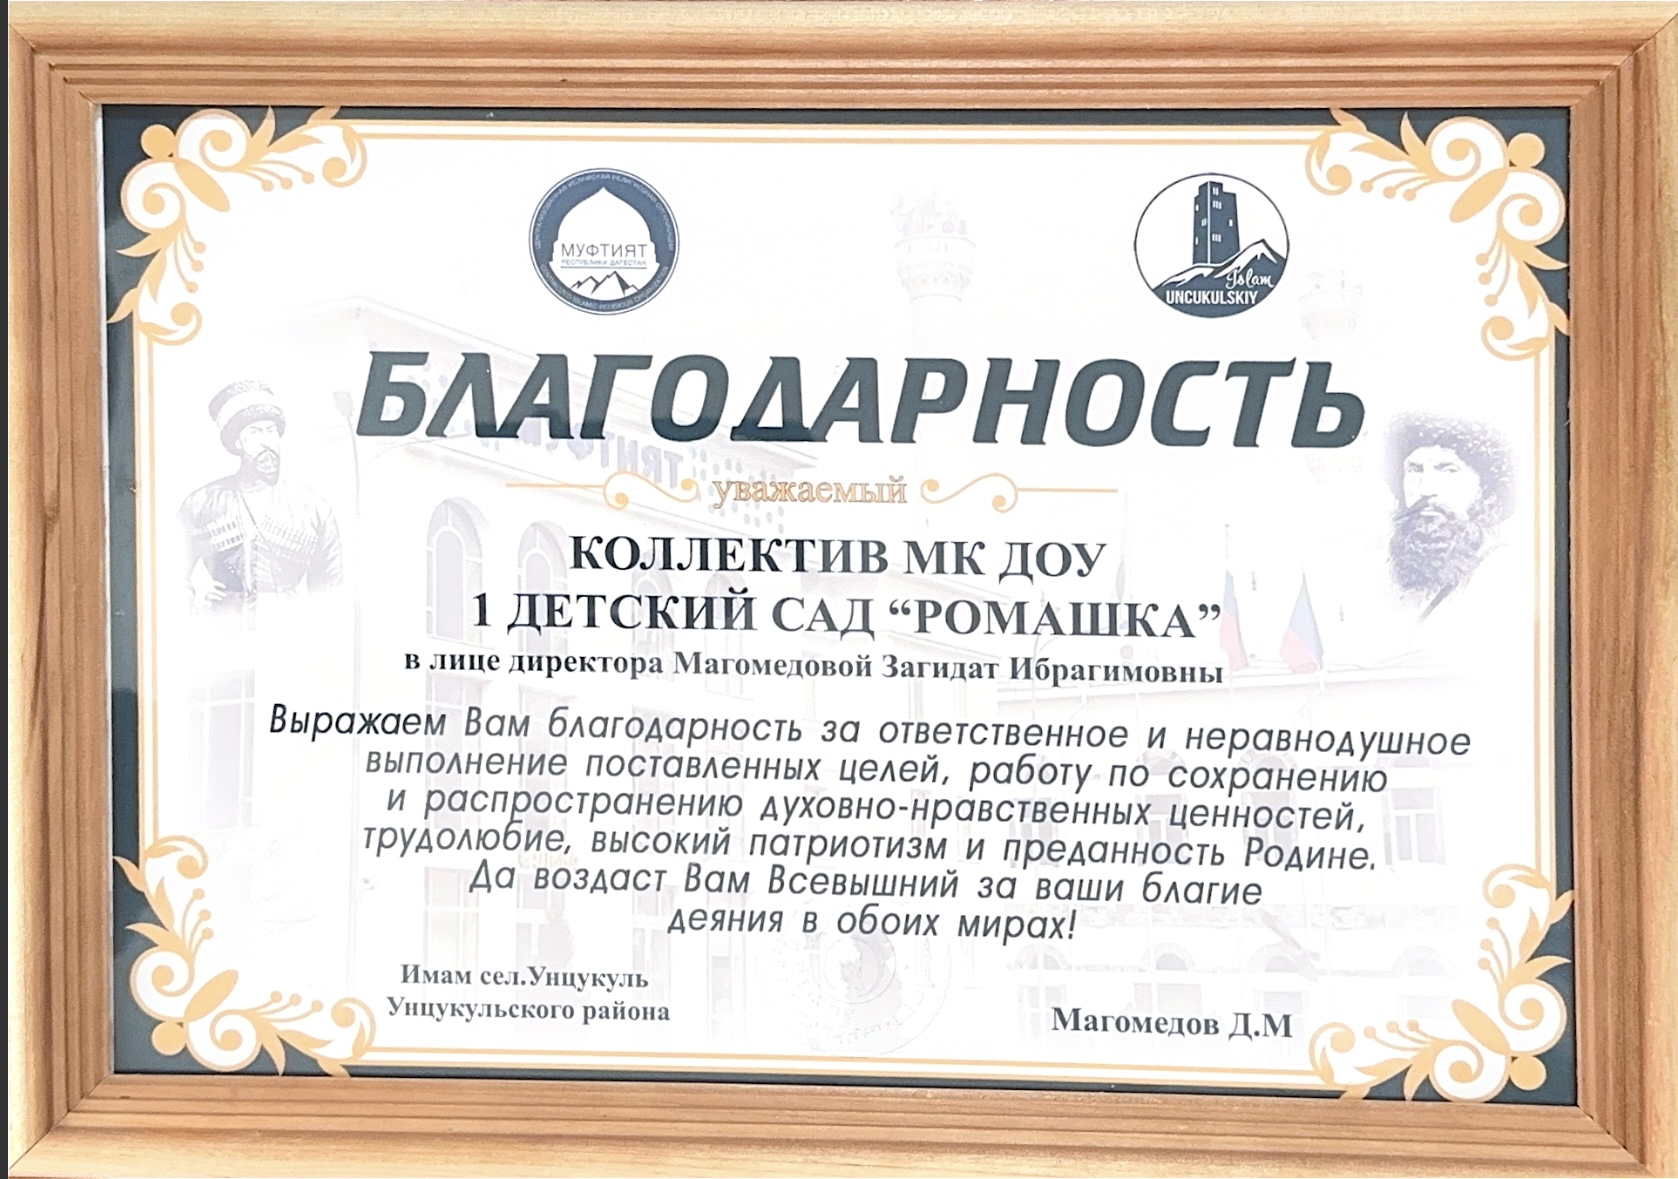 МУФТИЯТ
РЕСПУБЛИКИ ДАГЕСТАН
Islam
UNCUKULSKIY
БЛАГОДАРНОСТЬ
уважаемый
КОЛЛЕКТИВ МК ДОУ
1 ДЕТСКИЙ САД “РОМАШКА”
в лице директора Магомедовой Загидат Ибрагимовны
Выражаем Вам благодарность за ответственное и неравнодушное
выполнение поставленных целей, работу по сохранению
и распространению духовно-нравственных ценностей,
трудолюбие, высокий патриотизм и преданность Родине.
Да воздаст Вам Всевышний за ваши благие
деяния в обоих мирах!
Имам сел.Унцукуль
Унцукульского района
Магомедов Д.М